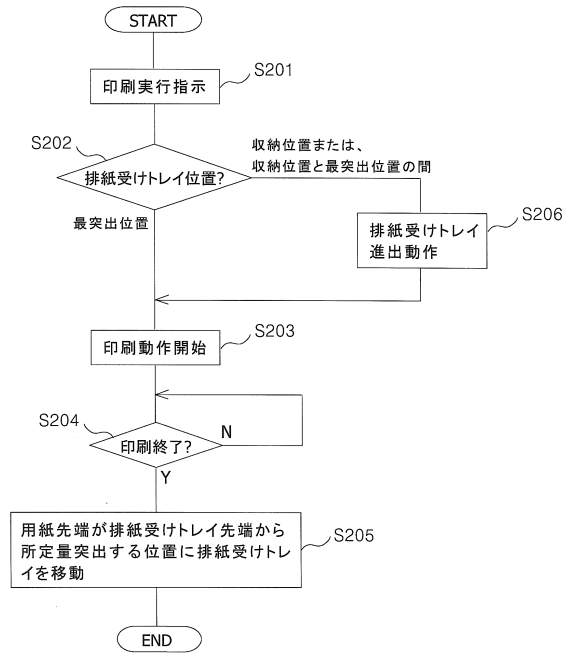 START
印刷実行指示
S201
S202
排紙受けトレイ位置?
収納位置または、
収納位置と最突出位置の間
最突出位置
排紙受けトレイ
進出動作
S206
印刷動作開始
S203
S204
印刷終了?
N
Y
用紙先端が排紙受けトレイ先端から
所定量突出する位置に排紙受けトレ
イを移動
S205
END